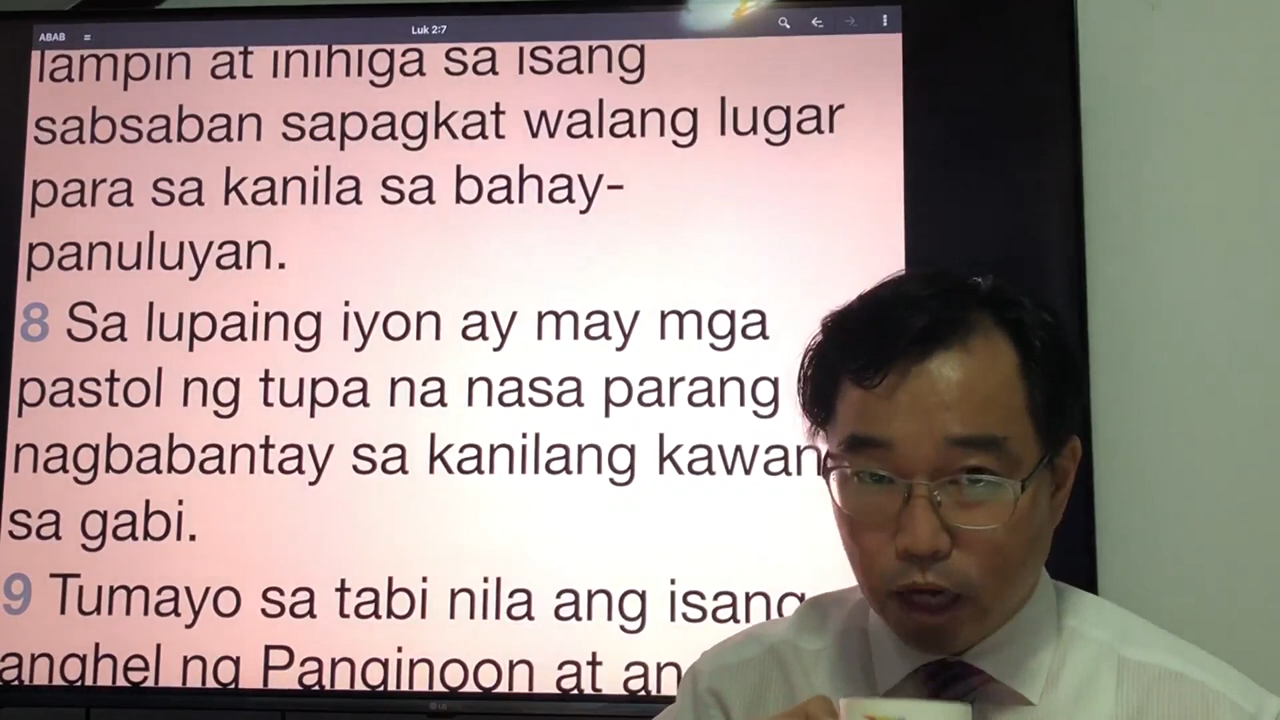 ABAB
Luk 2:7
lampin at inihiga sa isang
sabsaban sapagkat walang lugar
para sa kanila sa bahay-
panuluyan.
8 Sa lupaing iyon ay may mga
pastol ng tupa na nasa parang
nagbabantay sa kanilang kawan
sa gabi.
9 Tumayo sa tabi nila ang isang
anghel ng Panginoon at an
LG